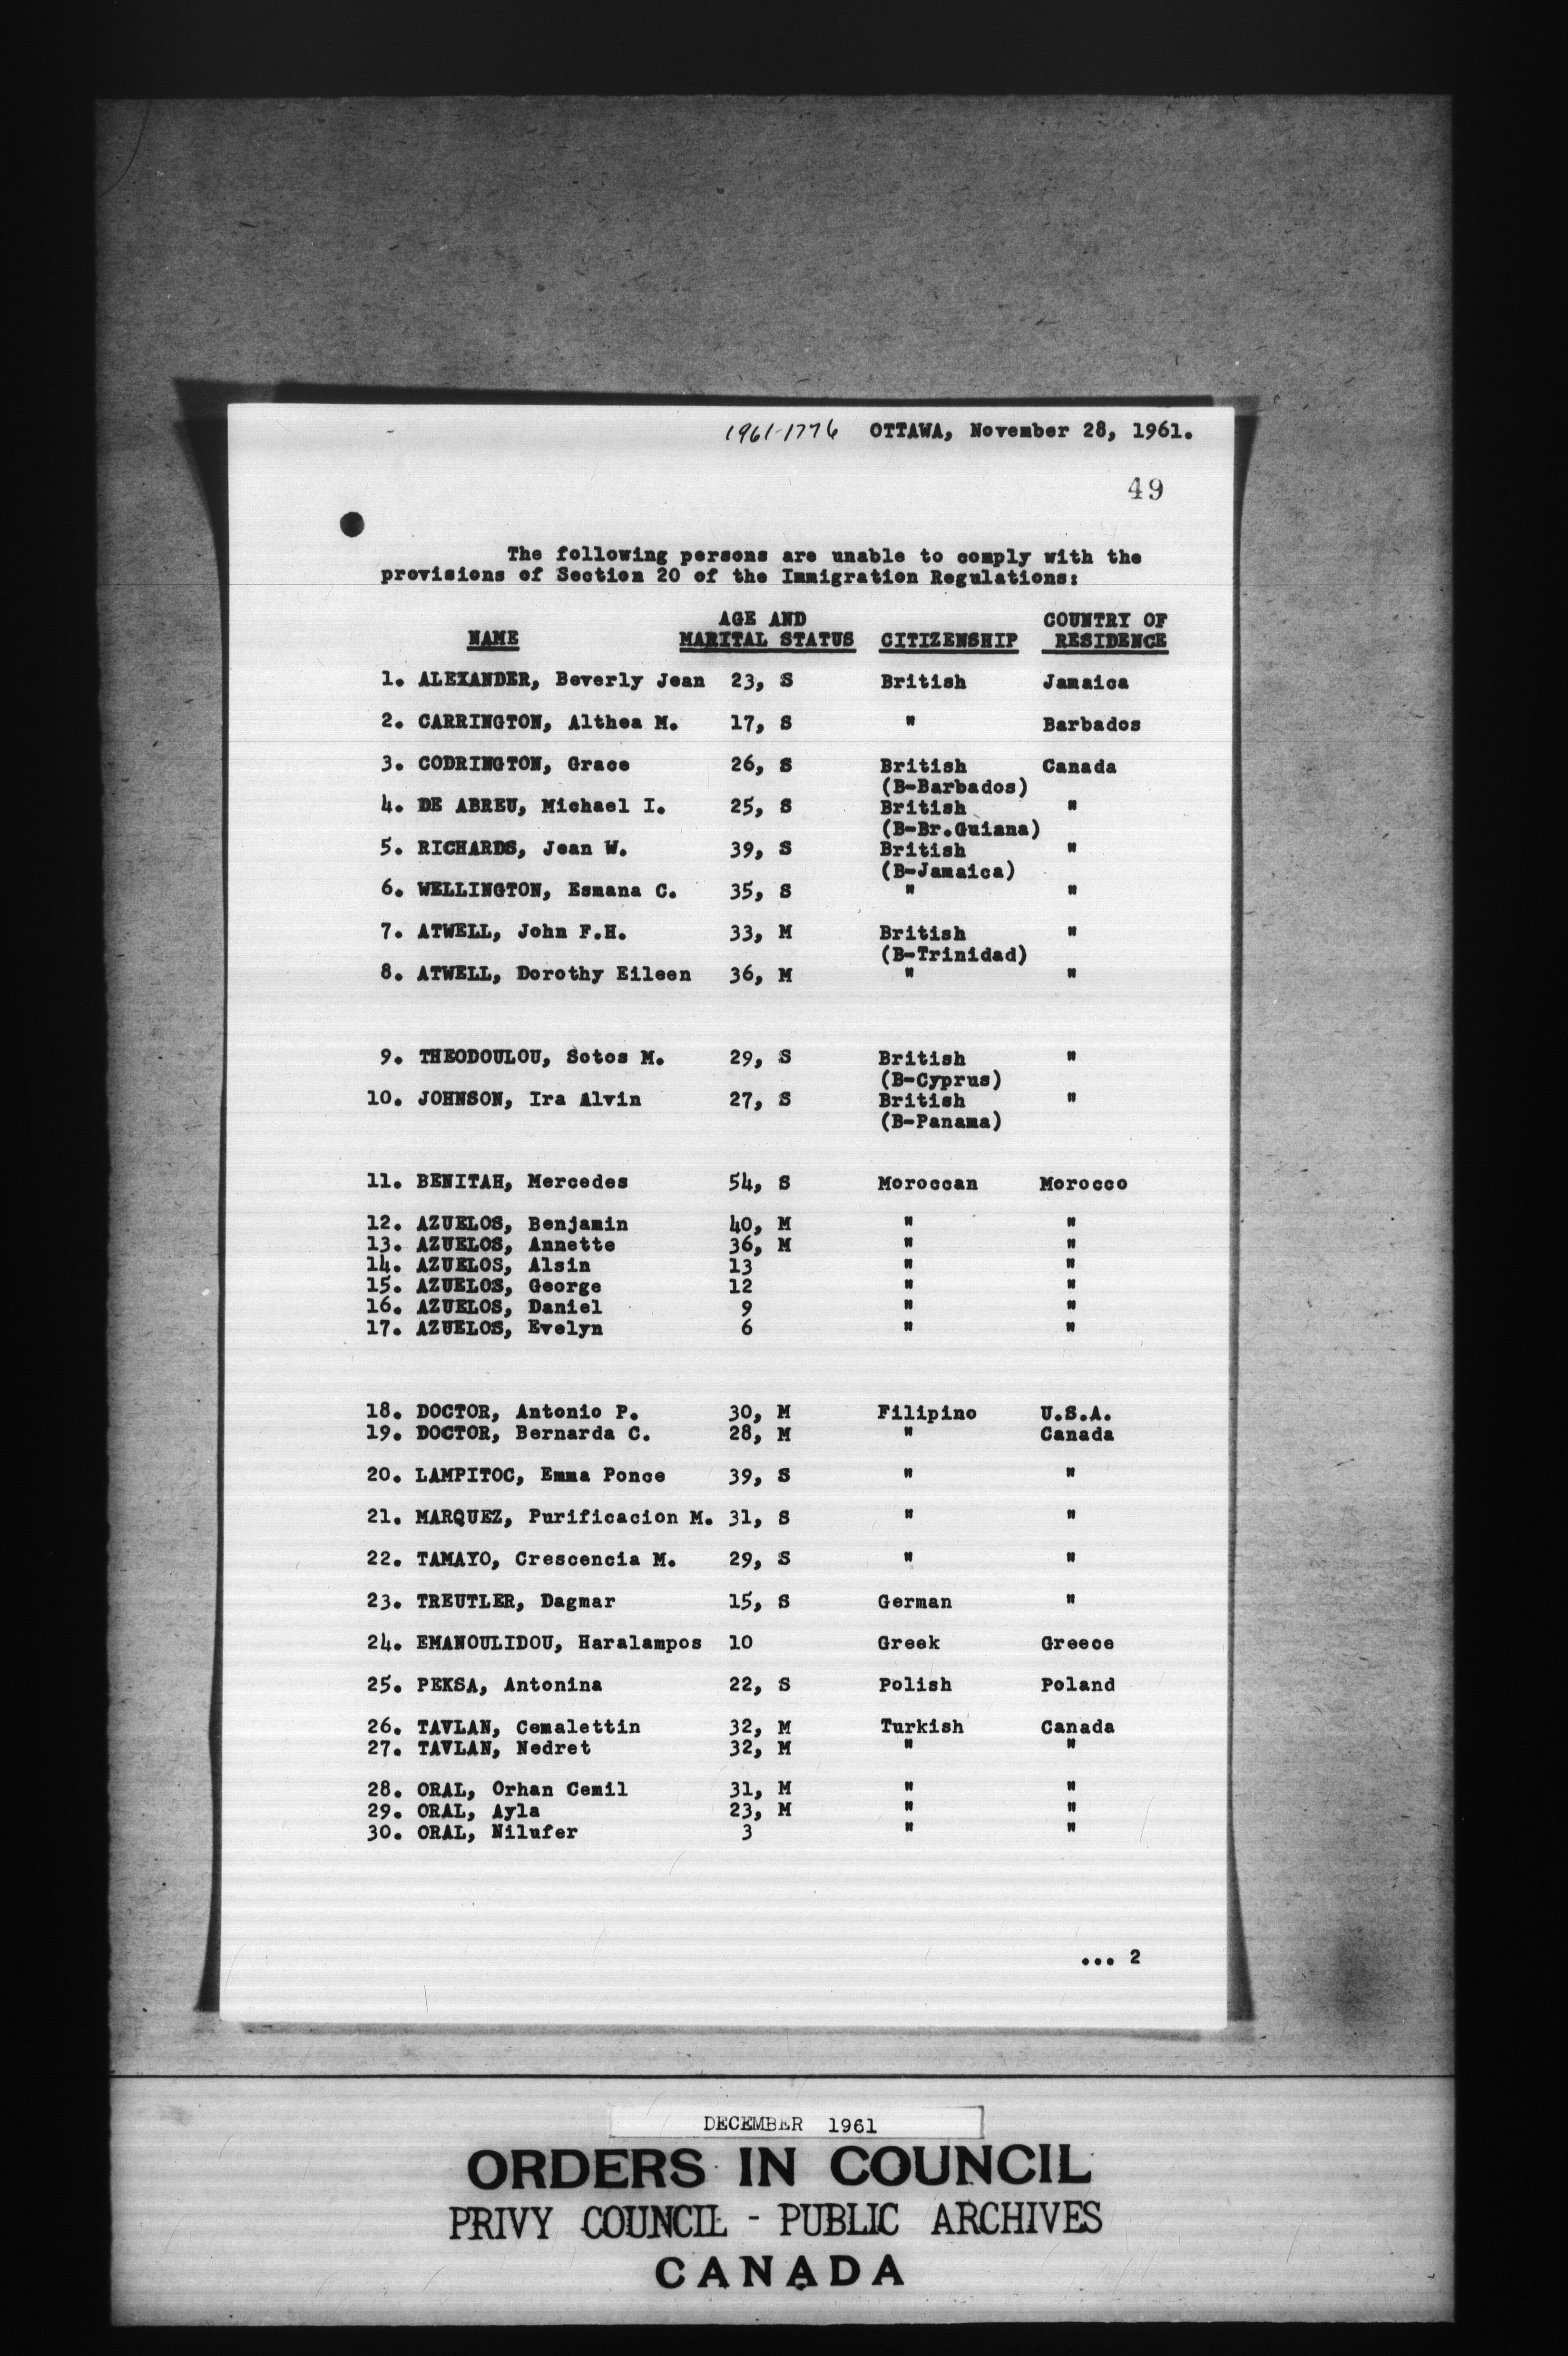 1961-1776 OTTAWA, November 28, 1961.
49
The following persons are unable to comply with the
provisions of Section 20 of the Immigration Regulations:
AGE AND COUNTRY OF
NAME MARITAL STATUS CITIZENSHIP RESIDENCE
1. ALEXANDER, Beverly Jean 23, S British Jamaica
2. CARRINGTON, Althea M. 17, S " Barbados
3. CODRINGTON, Grace 26, S British Canada
(B-Barbados)
4. DE ABREU, Michael I. 25, S British "
(B-Br.Guiana)
5. RICHARDS, Jean W. 39, S British "
(B-Jamaica)
6. WELLINGTON, Esmana C. 35, S " "
7. ATWELL, John F.H. 33, M British "
(B-Trinidad)
8. ATWELL, Dorothy Eileen 36, M " "
9. THEODOULOU, Sotos M. 29, S British "
(B-Cyprus)
10. JOHNSON, Ira Alvin 27, S British "
(B-Panama)
11. BENITAH, Mercedes 54, S Moroccan Morocco
12. AZUELOS, Benjamin 40, M " "
13. AZUELOS, Annette 36, M " "
14. AZUELOS, Alsin 13 " "
15. AZUELOS, George 12 " "
16. AZUELOS, Daniel 9 " "
17. AZUELOS, Evelyn 6 " "
18. DOCTOR, Antonio P. 30, M Filipino U.S.A.
19. DOCTOR, Bernarda C. 28, M " Canada
20. LAMPITOC, Emma Ponce 39, S " "
21. MARQUEZ, Purificacion M. 31, S " "
22. TAMAYO, Crescencia M. 29, S " "
23. TREUTLER, Dagmar 15, S German "
24. EMANOULIDOU, Haralampos 10 Greek Greece
25. PEKSA, Antonina 22, S Polish Poland
26. TAVLAN, Cemalettin 32, M Turkish Canada
27. TAVLAN, Nedret 32, M " "
28. ORAL, Orhan Cemil 31, M " "
29. ORAL, Ayla 23, M " "
30. ORAL, Nilufer 3 " "
... 2
DECEMBER 1961
ORDERS IN COUNCIL
PRIVY COUNCIL - PUBLIC ARCHIVES
CANADA